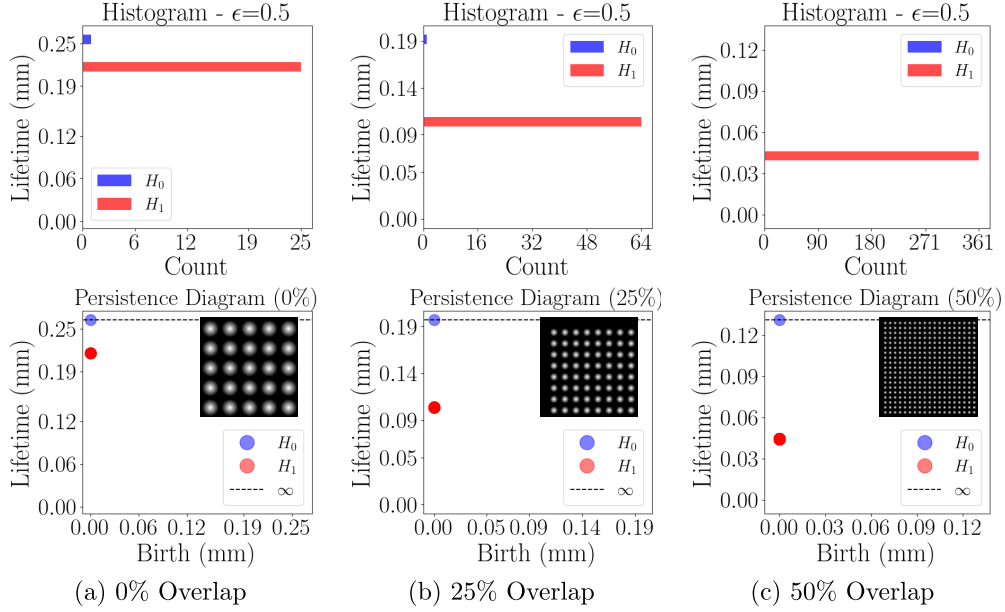 Histogram - ϵ=0.5
Lifetime (mm)
0.25
0.19
0.12
0.06
0.00
H₀
H₁
0
6
12
19
25
Count
Histogram - ϵ=0.5
Lifetime (mm)
0.19
0.14
0.09
0.05
0.00
H₀
H₁
0
16
32
48
64
Count
Histogram - ϵ=0.5
Lifetime (mm)
0.12
0.09
0.06
0.03
0.00
H₀
H₁
0
90
180
271
361
Count
Persistence Diagram (0%)
Lifetime (mm)
0.25
0.19
0.12
0.06
0.00
H₀
H₁
∞
0.00 0.06 0.12 0.19 0.25
Birth (mm)
(a) 0% Overlap
Persistence Diagram (25%)
Lifetime (mm)
0.19
0.14
0.09
0.05
0.00
H₀
H₁
∞
0.00 0.05 0.09 0.14 0.19
Birth (mm)
(b) 25% Overlap
Persistence Diagram (50%)
Lifetime (mm)
0.12
0.09
0.06
0.03
0.00
H₀
H₁
∞
0.00 0.03 0.06 0.09 0.12
Birth (mm)
(c) 50% Overlap